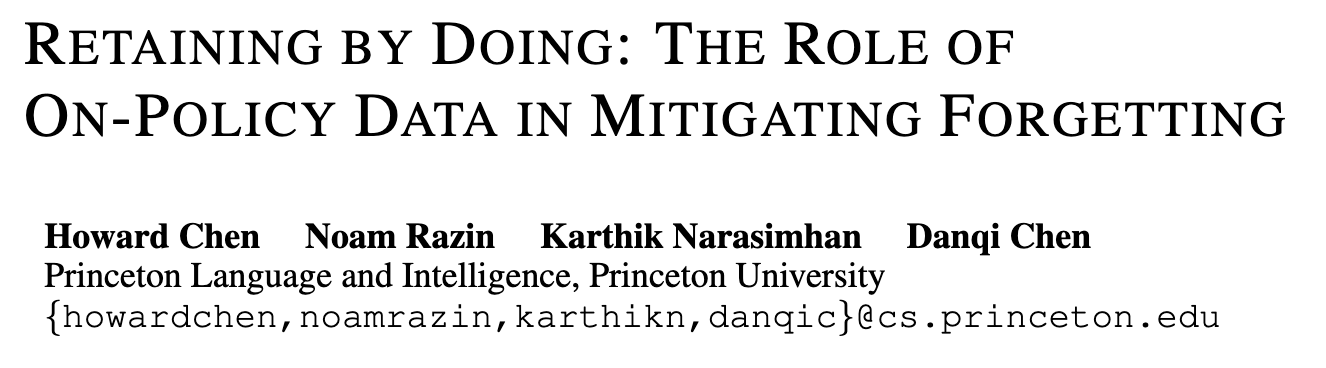 RETAINING BY DOING: THE ROLE OF
ON-POLICY DATA IN MITIGATING FORGETTING
Howard Chen Noam Razin Karthik Narasimhan Danqi Chen
Princeton Language and Intelligence, Princeton University
{howardchen,noamrazin,karthikn,danqic}@cs.princeton.edu